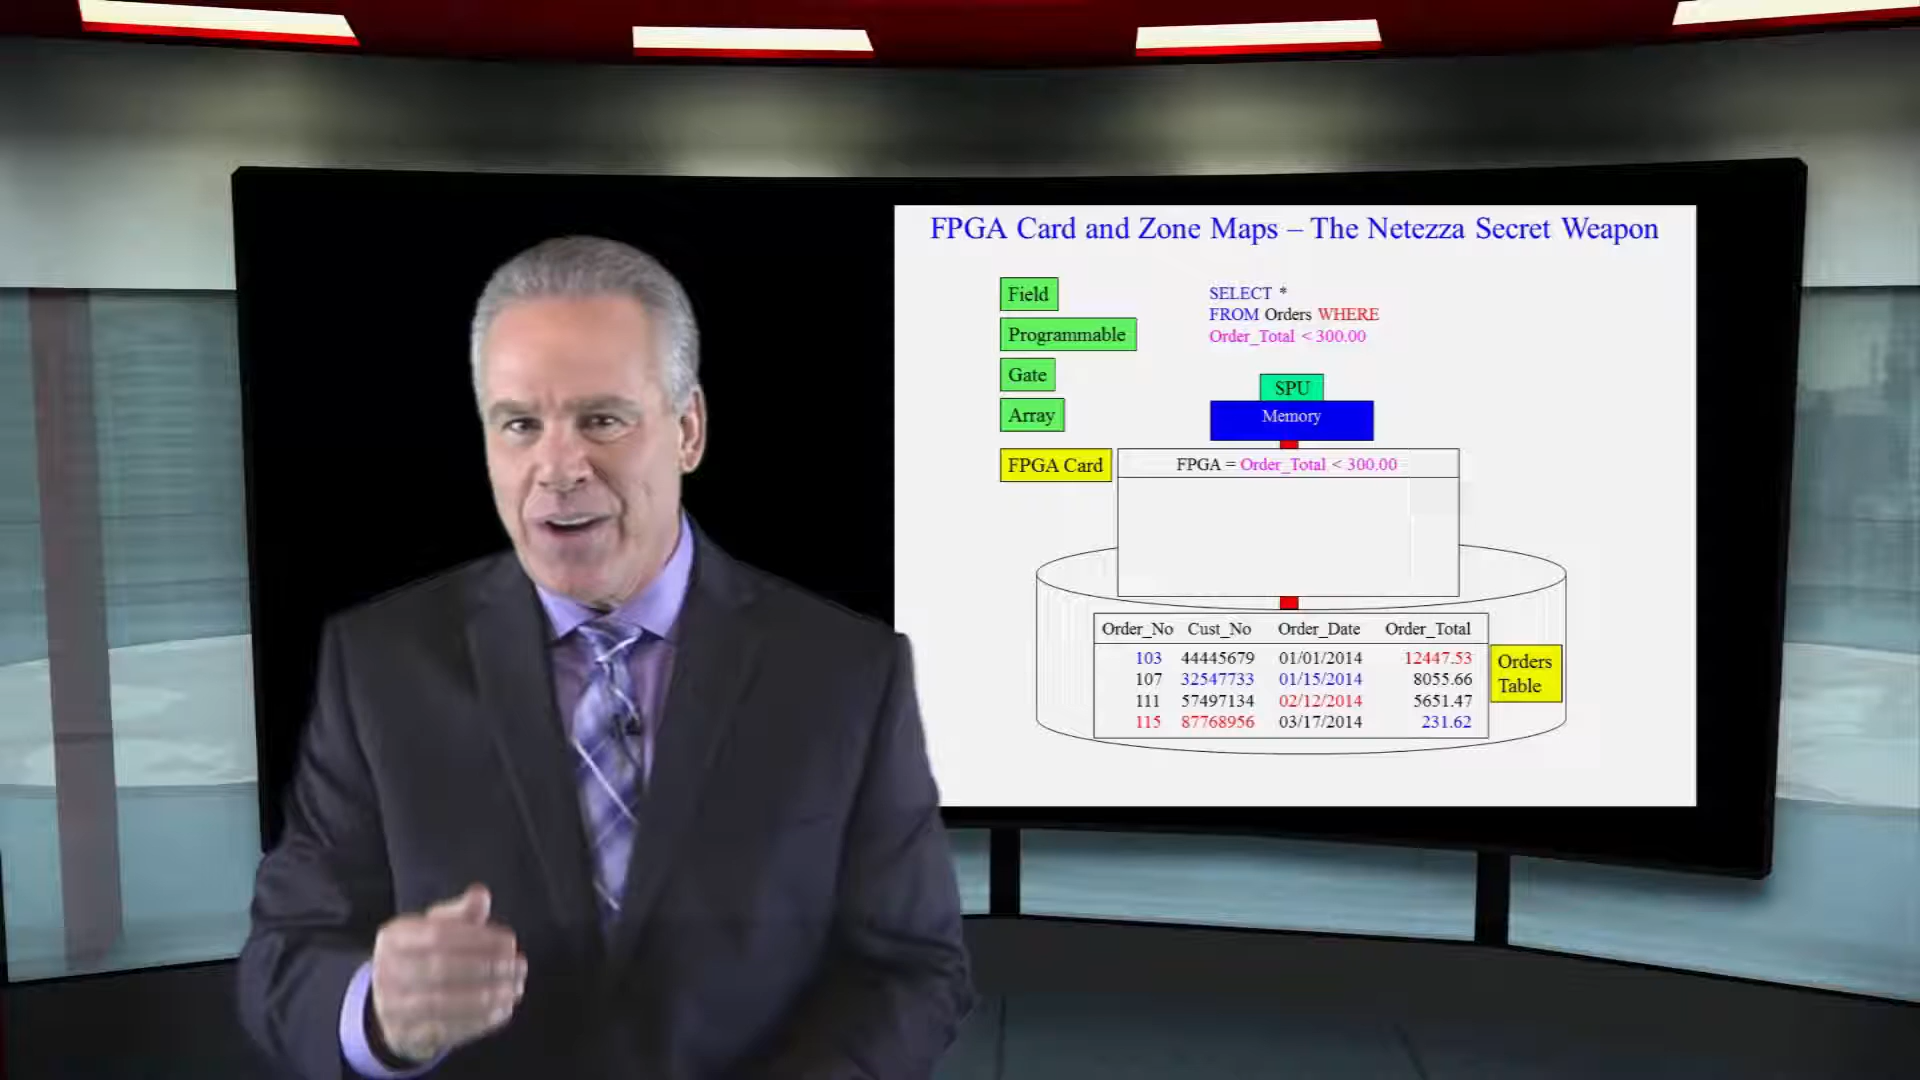 FPGA Card and Zone Maps – The Netezza Secret Weapon
Field
Programmable
Gate
Array
FPGA Card
SELECT *
FROM Orders WHERE
Order_Total < 300.00
SPU
Memory
FPGA = Order_Total < 300.00
Order_No Cust_No Order_Date Order_Total
103 44445679 01/01/2014 12447.53
107 32547733 01/15/2014 8055.66
111 57497134 02/12/2014 5651.47
115 87768956 03/17/2014 231.62
Orders
Table